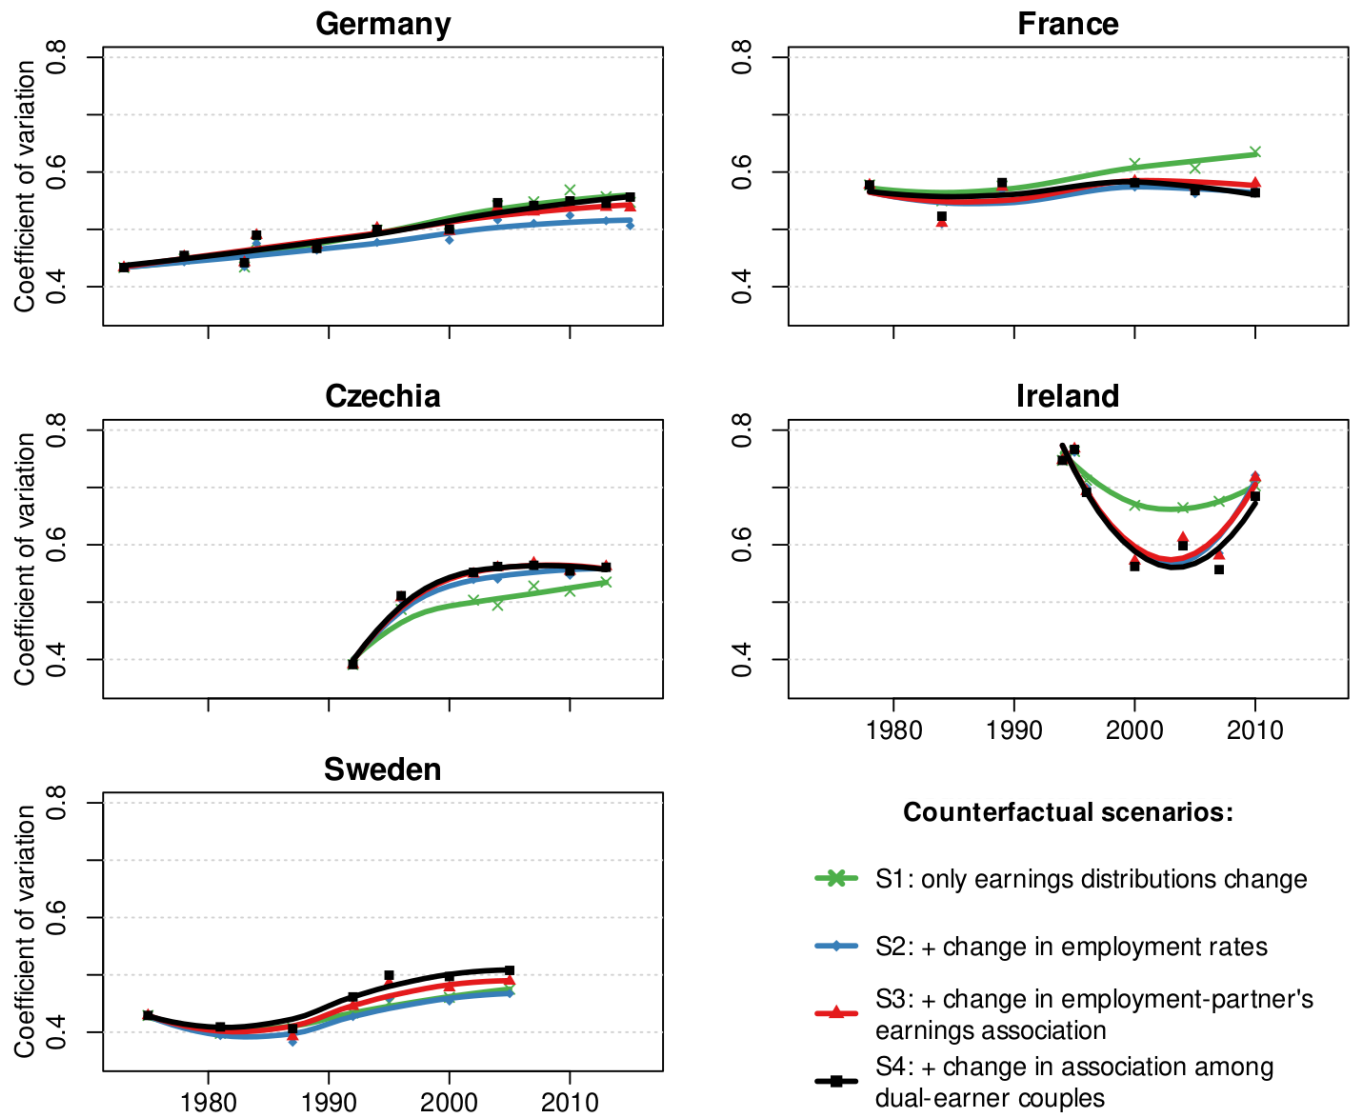 Germany
France
Coefficient of variation
0.8
0.6
0.4
0.8
0.6
0.4
Czechia
Ireland
Coefficient of variation
0.8
0.6
0.4
0.8
0.6
0.4
1980 1990 2000 2010
Sweden
Coefficient of variation
0.8
0.6
0.4
1980 1990 2000 2010
Counterfactual scenarios:
S1: only earnings distributions change
S2: + change in employment rates
S3: + change in employment-partner's
earnings association
S4: + change in association among
dual-earner couples